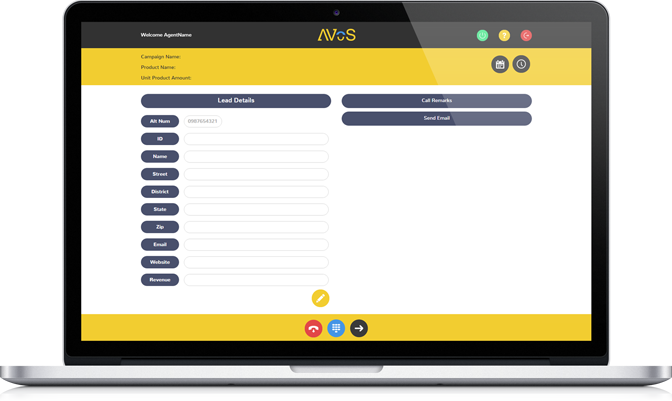 Welcome AgentName
AVoS
?
Campaign Name:
Product Name:
Unit Product Amount:
Lead Details
Call Remarks
Alt Num
0987654321
Send Email
ID
Name
Street
District
State
Zip
Email
Website
Revenue